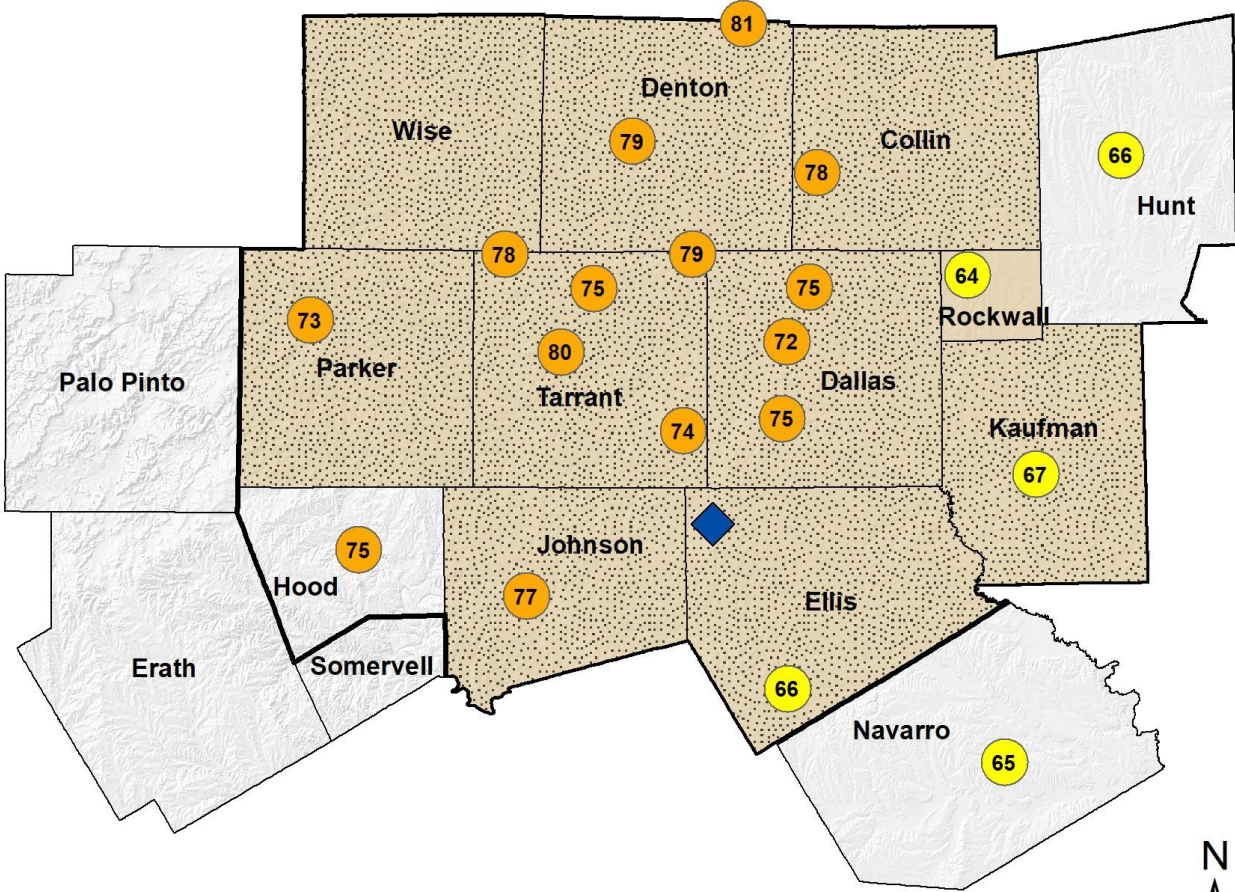 81
Denton
Wise
79
Collin
78
66
Hunt
78
79
75
75
64
Rockwall
73
Parker
80
Tarrant
72
Dallas
Palo Pinto
74
75
Kaufman
67
75
Hood
Johnson
77
Ellis
Erath
Somervell
66
Navarro
65
N